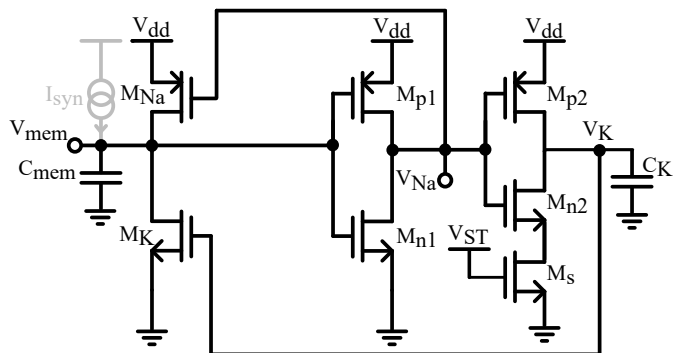 Vdd
Vdd
Vdd
Isyn
MNa
Mp1
Mp2
Vmem
VK
Cmem
VNa
CK
MK
Mn1
Mn2
VST
Ms